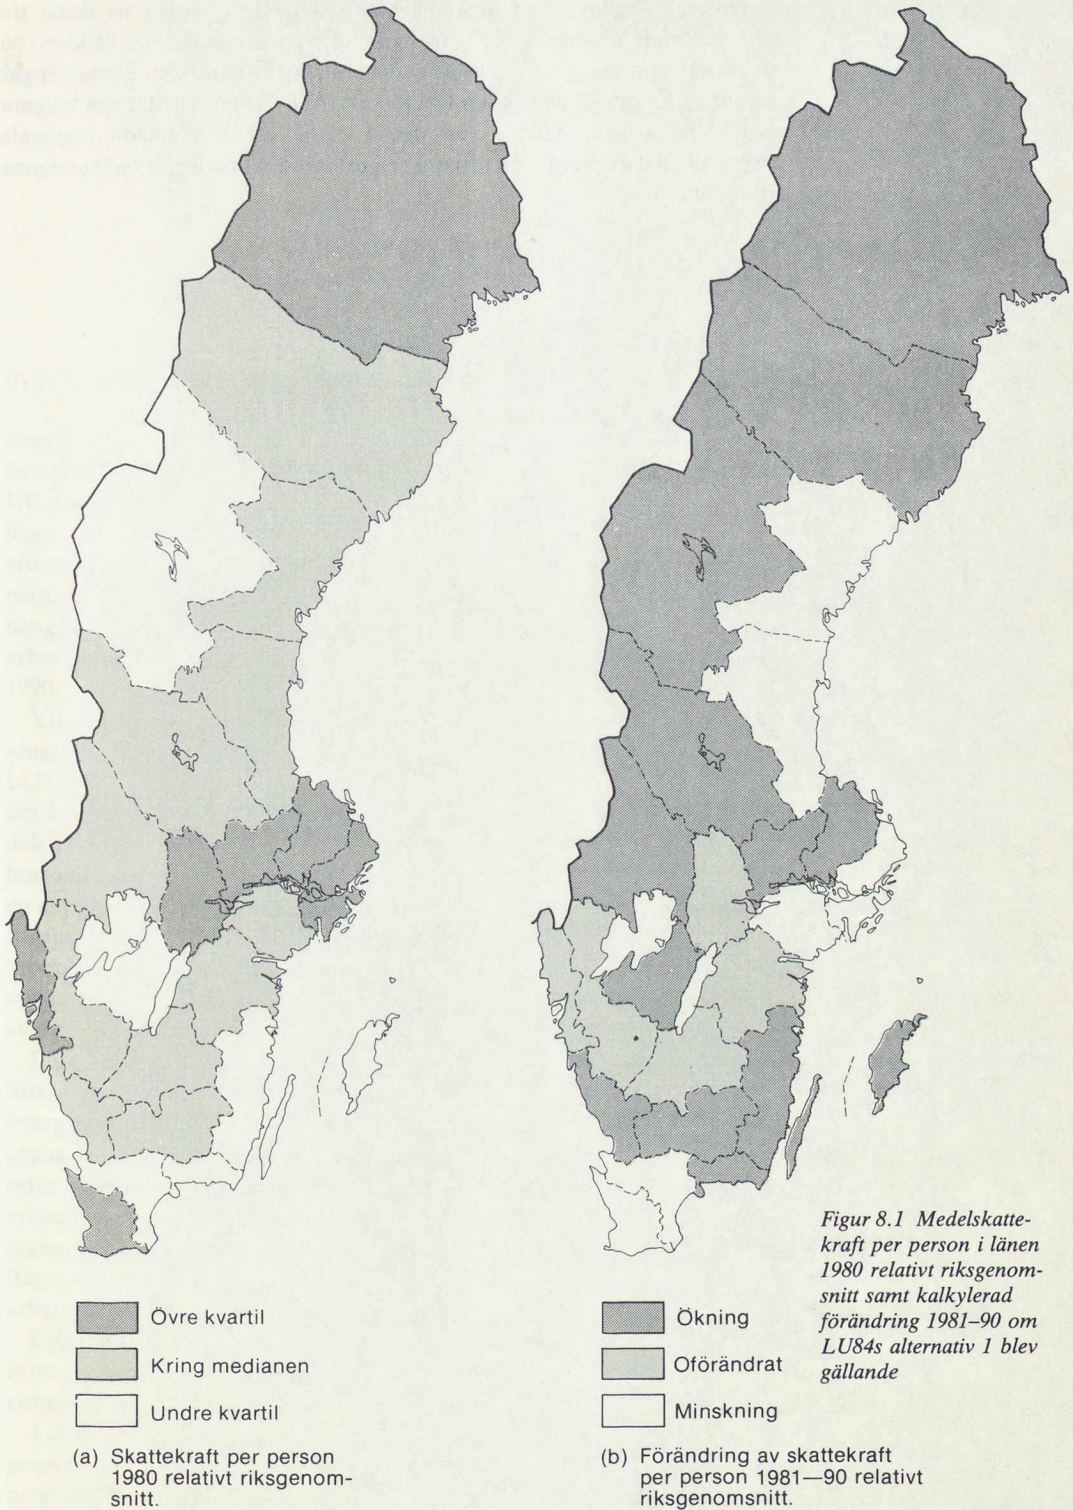 Övre kvartil
Kring medianen
Undre kvartil
(a) Skattekraft per person
1980 relativt riksgenom-
snitt.
Ökning
Oförändrat
Minskning
(b) Förändring av skattekraft
per person 1981—90 relativt
riksgenomsnitt.
Figur 8.1 Medelskatte-
kraft per person i länen
1980 relativt riksgenom-
snitt samt kalkylerad
förändring 1981–90 om
LU84s alternativ 1 blev
gällande